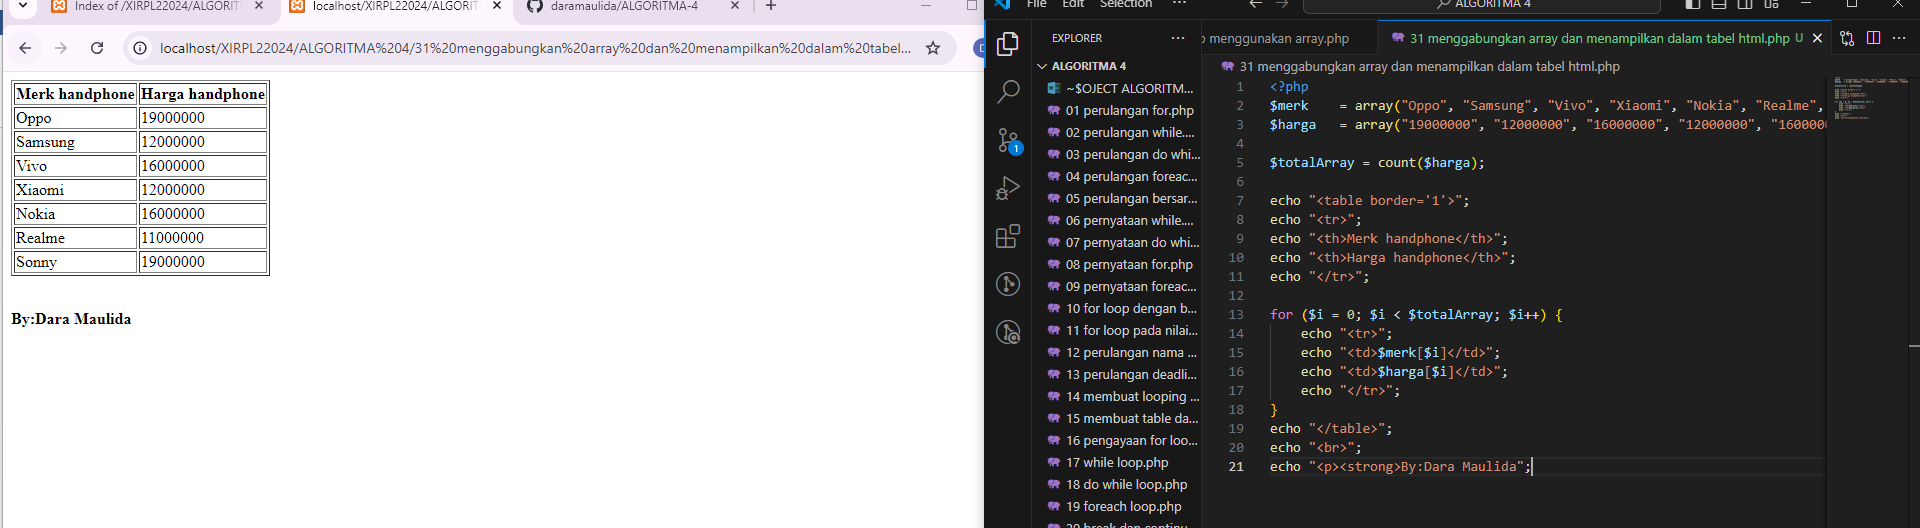 Index of /XIRPL22024/ALGORITI
localhost/XIRPL22024/ALGORIT
daramaulida/ALGORITMA-4
localhost/XIRPL22024/ALGORITMA%204/31%20menggabungkan%20array%20dan%20menampilkan%20dalam%20tabel...
Merk handphone Harga handphone
Oppo 19000000
Samsung 12000000
Vivo 16000000
Xiaomi 12000000
Nokia 16000000
Realme 11000000
Sonny 19000000
By:Dara Maulida
File Edit Selection ...
ALGORITMA 4
EXPLORER ...
ALGORITMA 4
~$OJECT ALGORITM...
01 perulangan for.php
02 perulangan while....
03 perulangan do whi...
04 perulangan foreac...
05 perulangan bersar...
06 pernyataan while....
07 pernyataan do whi...
08 pernyataan for.php
09 pernyataan foreac...
10 for loop dengan b...
11 for loop pada nilai...
12 perulangan nama ...
13 perulangan deadli...
14 membuat looping ...
15 membuat table da...
16 pengayaan for loo...
17 while loop.php
18 do while loop.php
19 foreach loop.php
20 break dan continu
1
menggunakan array.php
31 menggabungkan array dan menampilkan dalam tabel html.php U
31 menggabungkan array dan menampilkan dalam tabel html.php
1 <?php
2 $merk    = array("Oppo", "Samsung", "Vivo", "Xiaomi", "Nokia", "Realme",
3 $harga   = array("19000000", "12000000", "16000000", "12000000", "1600000
4
5 $totalArray = count($harga);
6
7 echo "<table border='1'>";
8 echo "<tr>";
9 echo "<th>Merk handphone</th>";
10 echo "<th>Harga handphone</th>";
11 echo "</tr>";
12
13 for ($i = 0; $i < $totalArray; $i++) {
14     echo "<tr>";
15     echo "<td>$merk[$i]</td>";
16     echo "<td>$harga[$i]</td>";
17     echo "</tr>";
18 }
19 echo "</table>";
20 echo "<br>";
21 echo "<p><strong>By:Dara Maulida";